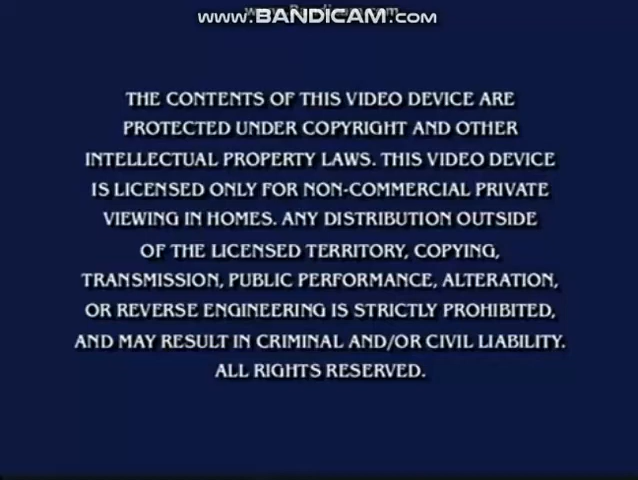 www.Bandicam.com
www.BANDICAM.com
THE CONTENTS OF THIS VIDEO DEVICE ARE
PROTECTED UNDER COPYRIGHT AND OTHER
INTELLECTUAL PROPERTY LAWS. THIS VIDEO DEVICE
IS LICENSED ONLY FOR NON-COMMERCIAL PRIVATE
VIEWING IN HOMES. ANY DISTRIBUTION OUTSIDE
OF THE LICENSED TERRITORY, COPYING,
TRANSMISSION, PUBLIC PERFORMANCE, ALTERATION,
OR REVERSE ENGINEERING IS STRICTLY PROHIBITED,
AND MAY RESULT IN CRIMINAL AND/OR CIVIL LIABILITY.
ALL RIGHTS RESERVED.